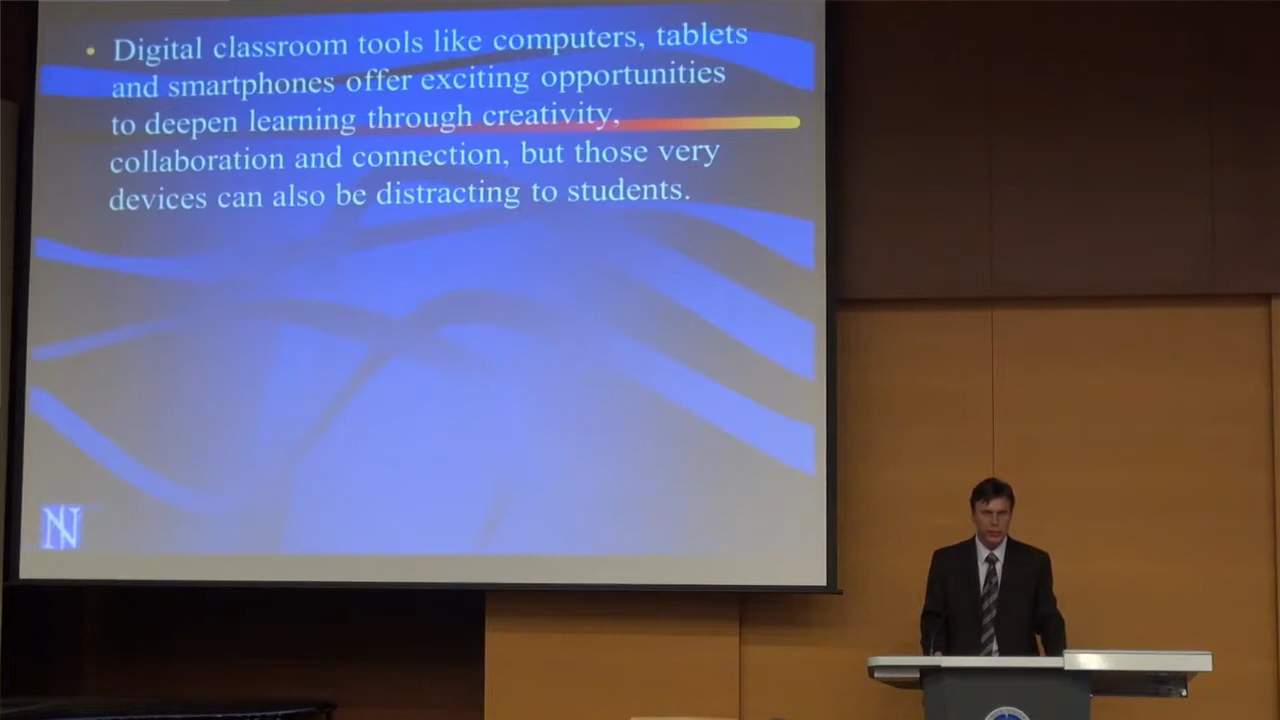 • Digital classroom tools like computers, tablets
and smartphones offer exciting opportunities
to deepen learning through creativity,
collaboration and connection, but those very
devices can also be distracting to students.
N